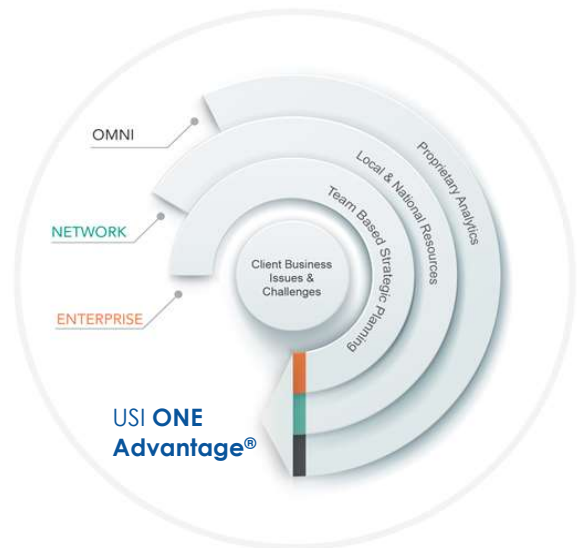 OMNI
NETWORK
ENTERPRISE
Proprietary Analytics
Local & National Resources
Team Based Strategic Planning
Client Business
Issues &
Challenges
USI ONE
Advantage®